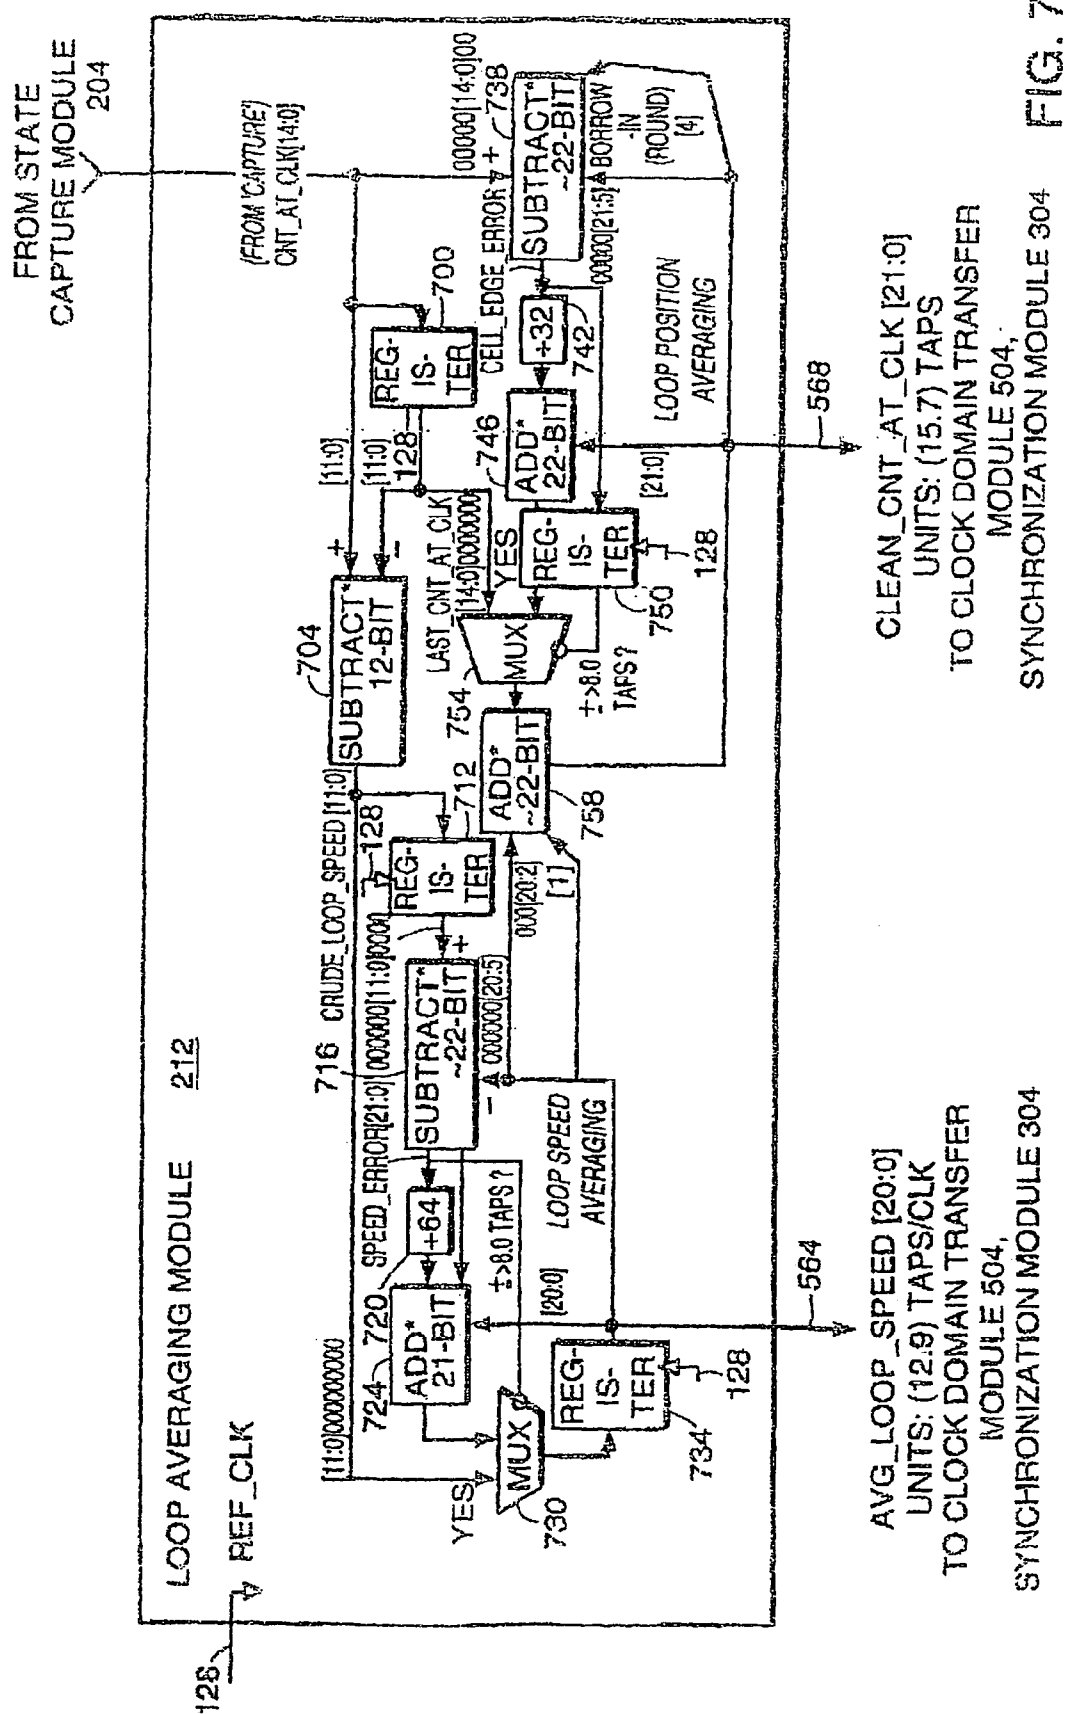 FROM STATE
CAPTURE MODULE
204
LOOP AVERAGING MODULE 212
128
REF_CLK
(FROM 'CAPTURE')
CNT_AT_CLK[14:0]
[11:0]
[11:0]
REG-
IS-
TER
700
128
704
SUBTRACT*
12-BIT
+
−
CRUDE_LOOP_SPEED [11:0]
[11:0]000000000
128
REG-
IS-
TER
712
000000[11:0]0000
+
716
SUBTRACT*
~22-BIT
−
000000[20:5]
SPEED_ERROR[21:0]
÷64
720
±>8.0 TAPS ?
ADD*
21-BIT
724
[20:0]
YES
MUX
730
REG-
IS-
TER
734
128
LOOP SPEED
AVERAGING
000[20:2]
[1]
00000[14:0]00
+
738
SUBTRACT*
~22-BIT
00000[21:5]
BORROW
-IN
(ROUND)
[4]
CELL_EDGE_ERROR
÷32
742
746
ADD*
22-BIT
[21:0]
REG-
IS-
TER
750
128
LAST_CNT_AT_CLK
[14:0]0000000
YES
MUX
754
±>8.0
TAPS ?
ADD*
~22-BIT
758
LOOP POSITION
AVERAGING
564
AVG_LOOP_SPEED [20:0]
UNITS: (12.9) TAPS/CLK
TO CLOCK DOMAIN TRANSFER
MODULE 504,
SYNCHRONIZATION MODULE 304
568
CLEAN_CNT_AT_CLK [21:0]
UNITS: (15.7) TAPS
TO CLOCK DOMAIN TRANSFER
MODULE 504,
SYNCHRONIZATION MODULE 304
FIG. 7